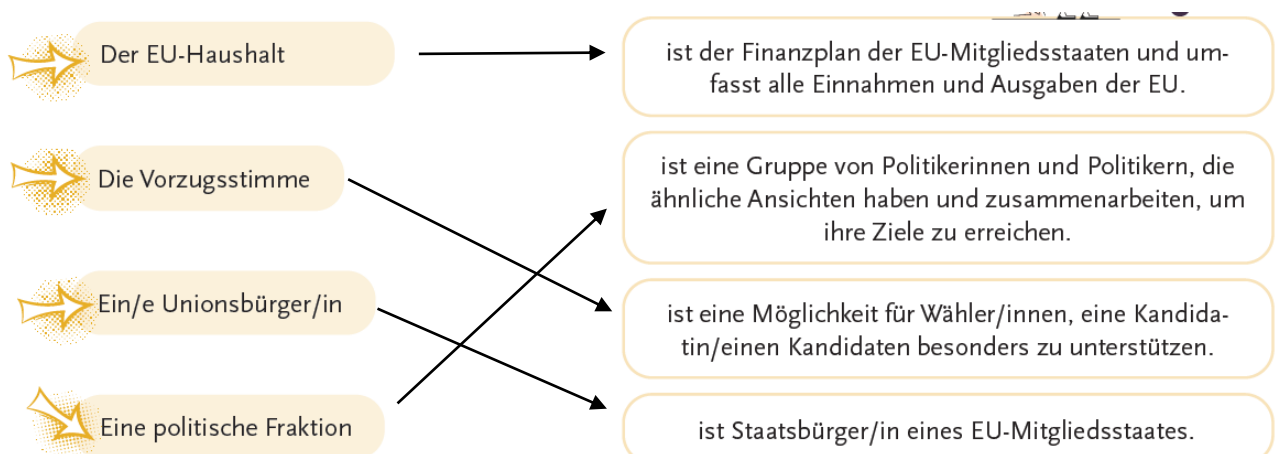 Der EU-Haushalt
ist der Finanzplan der EU-Mitgliedsstaaten und um-
fasst alle Einnahmen und Ausgaben der EU.
Die Vorzugsstimme
ist eine Gruppe von Politikerinnen und Politikern, die
ähnliche Ansichten haben und zusammenarbeiten, um
ihre Ziele zu erreichen.
Ein/e Unionsbürger/in
ist eine Möglichkeit für Wähler/innen, eine Kandida-
tin/einen Kandidaten besonders zu unterstützen.
Eine politische Fraktion
ist Staatsbürger/in eines EU-Mitgliedsstaates.